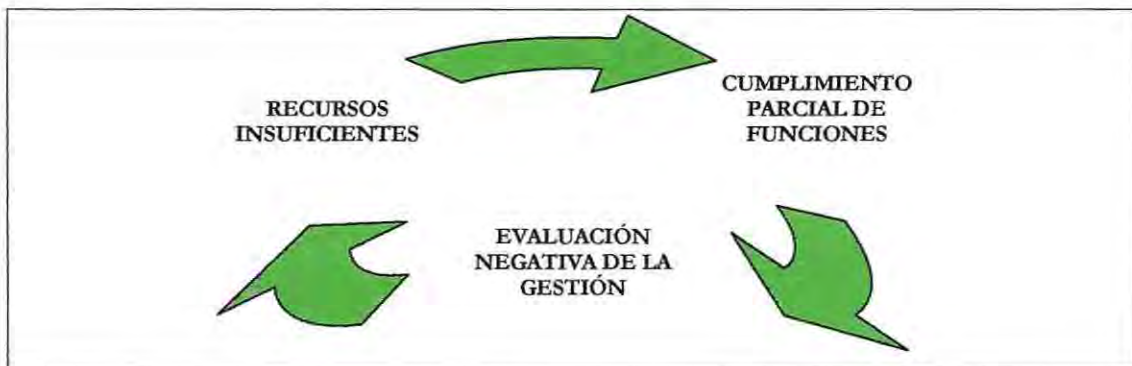 RECURSOS
INSUFICIENTES
CUMPLIMIENTO
PARCIAL DE
FUNCIONES
EVALUACIÓN
NEGATIVA DE LA
GESTIÓN